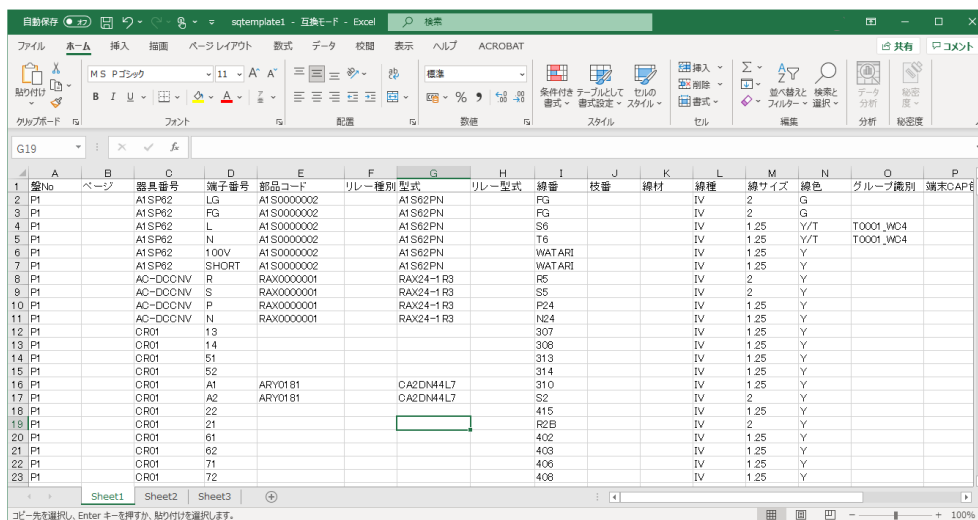 自動保存 オフ sqtemplate1 - 互換モード - Excel 検索
ファイル ホーム 挿入 描画 ページ レイアウト 数式 データ 校閲 表示 ヘルプ ACROBAT 共有 コメント
貼り付け MS Pゴシック 11 A^ A˅ 標準 条件付き書式 テーブルとして書式設定 セルのスタイル 挿入 削除 書式 並べ替えとフィルター 検索と選択 データ分析 秘密度
B I U
クリップボード フォント 配置 数値 スタイル セル 編集 分析 秘密度
G19 fx
A B C D E F G H I J K L M N O P
1 盤No ページ 器具番号 端子番号 部品コード リレー種別 型式 リレー型式 線番 枝番 線材 線種 線サイズ 線色 グループ識別 端末CAP
2 P1 A1SP62 LG A1S0000002 A1S62PN FG IV 2 G
3 P1 A1SP62 FG A1S0000002 A1S62PN FG IV 2 G
4 P1 A1SP62 L A1S0000002 A1S62PN S6 IV 1.25 Y/T T0001_WC4
5 P1 A1SP62 N A1S0000002 A1S62PN T6 IV 1.25 Y/T T0001_WC4
6 P1 A1SP62 100V A1S0000002 A1S62PN WATARI IV 1.25 Y
7 P1 A1SP62 SHORT A1S0000002 A1S62PN WATARI IV 1.25 Y
8 P1 AC-DCCNV R RAX0000001 RAX24-1R3 R5 IV 2 Y
9 P1 AC-DCCNV S RAX0000001 RAX24-1R3 S5 IV 2 Y
10 P1 AC-DCCNV P RAX0000001 RAX24-1R3 P24 IV 1.25 Y
11 P1 AC-DCCNV N RAX0000001 RAX24-1R3 N24 IV 1.25 Y
12 P1 CR01 13 307 IV 1.25 Y
13 P1 CR01 14 308 IV 1.25 Y
14 P1 CR01 51 313 IV 1.25 Y
15 P1 CR01 52 314 IV 1.25 Y
16 P1 CR01 A1 ARY0181 CA2DN44L7 310 IV 1.25 Y
17 P1 CR01 A2 ARY0181 CA2DN44L7 S2 IV 2 Y
18 P1 CR01 22 415 IV 1.25 Y
19 P1 CR01 21 R2B IV 2 Y
20 P1 CR01 61 402 IV 1.25 Y
21 P1 CR01 62 403 IV 1.25 Y
22 P1 CR01 71 406 IV 1.25 Y
23 P1 CR01 72 408 IV 1.25 Y
Sheet1 Sheet2 Sheet3
コピー先を選択し、Enter キーを押すか、貼り付けを選択します。 100%